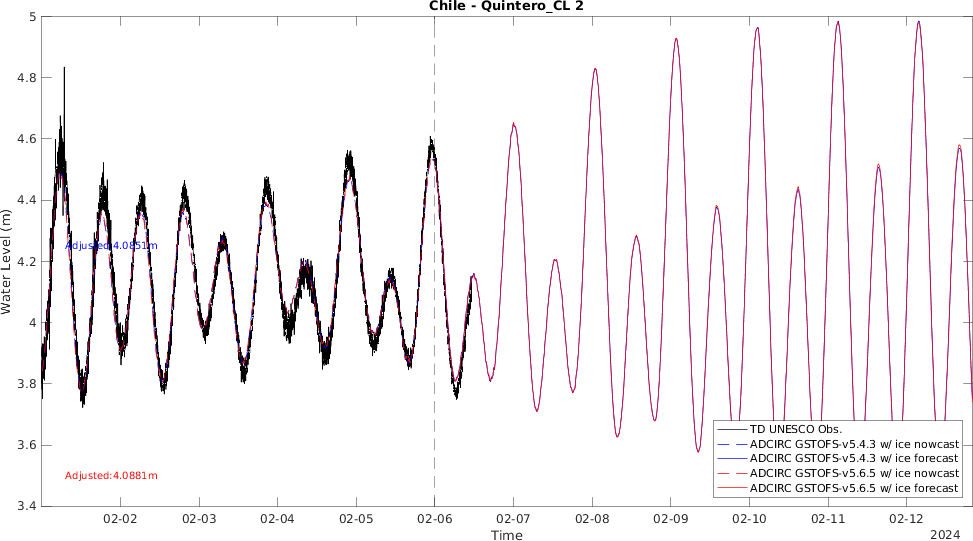 Chile - Quintero_CL 2
5
4.8
4.6
4.4
4.2
4
3.8
3.6
3.4
Water Level (m)
Adjusted:4.0851m
Adjusted:4.0881m
TD UNESCO Obs.
ADCIRC GSTOFS-v5.4.3 w/ ice nowcast
ADCIRC GSTOFS-v5.4.3 w/ ice forecast
ADCIRC GSTOFS-v5.6.5 w/ ice nowcast
ADCIRC GSTOFS-v5.6.5 w/ ice forecast
02-02 02-03 02-04 02-05 02-06 02-07 02-08 02-09 02-10 02-11 02-12
Time
2024